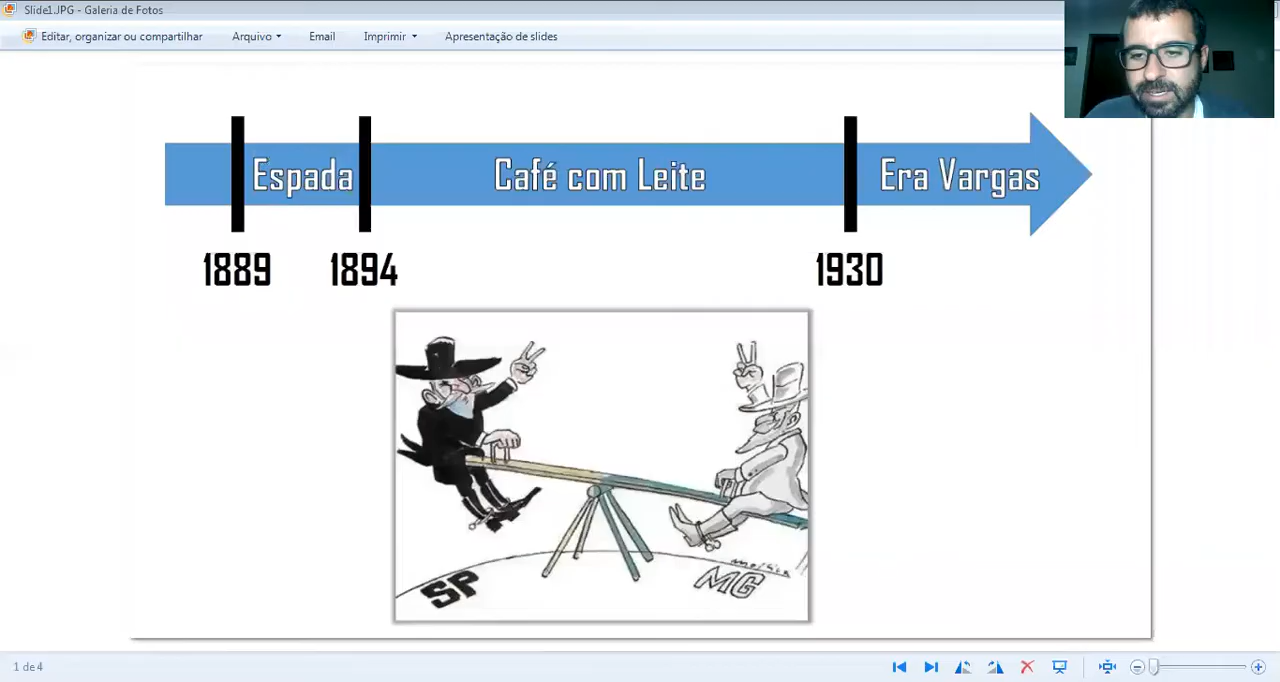 Slide1.JPG - Galeria de Fotos
Editar, organizar ou compartilhar Arquivo Email Imprimir Apresentação de slides
Espada Café com Leite Era Vargas
1889 1894 1930
SP MG
1 de 4